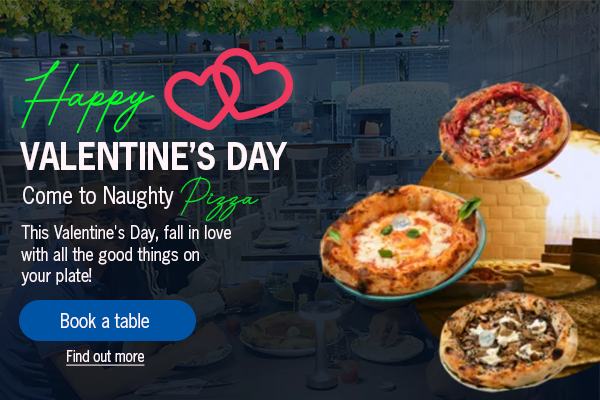 Happy
VALENTINE'S DAY
Come to Naughty Pizza
This Valentine's Day, fall in love
with all the good things on
your plate!
Book a table
Find out more